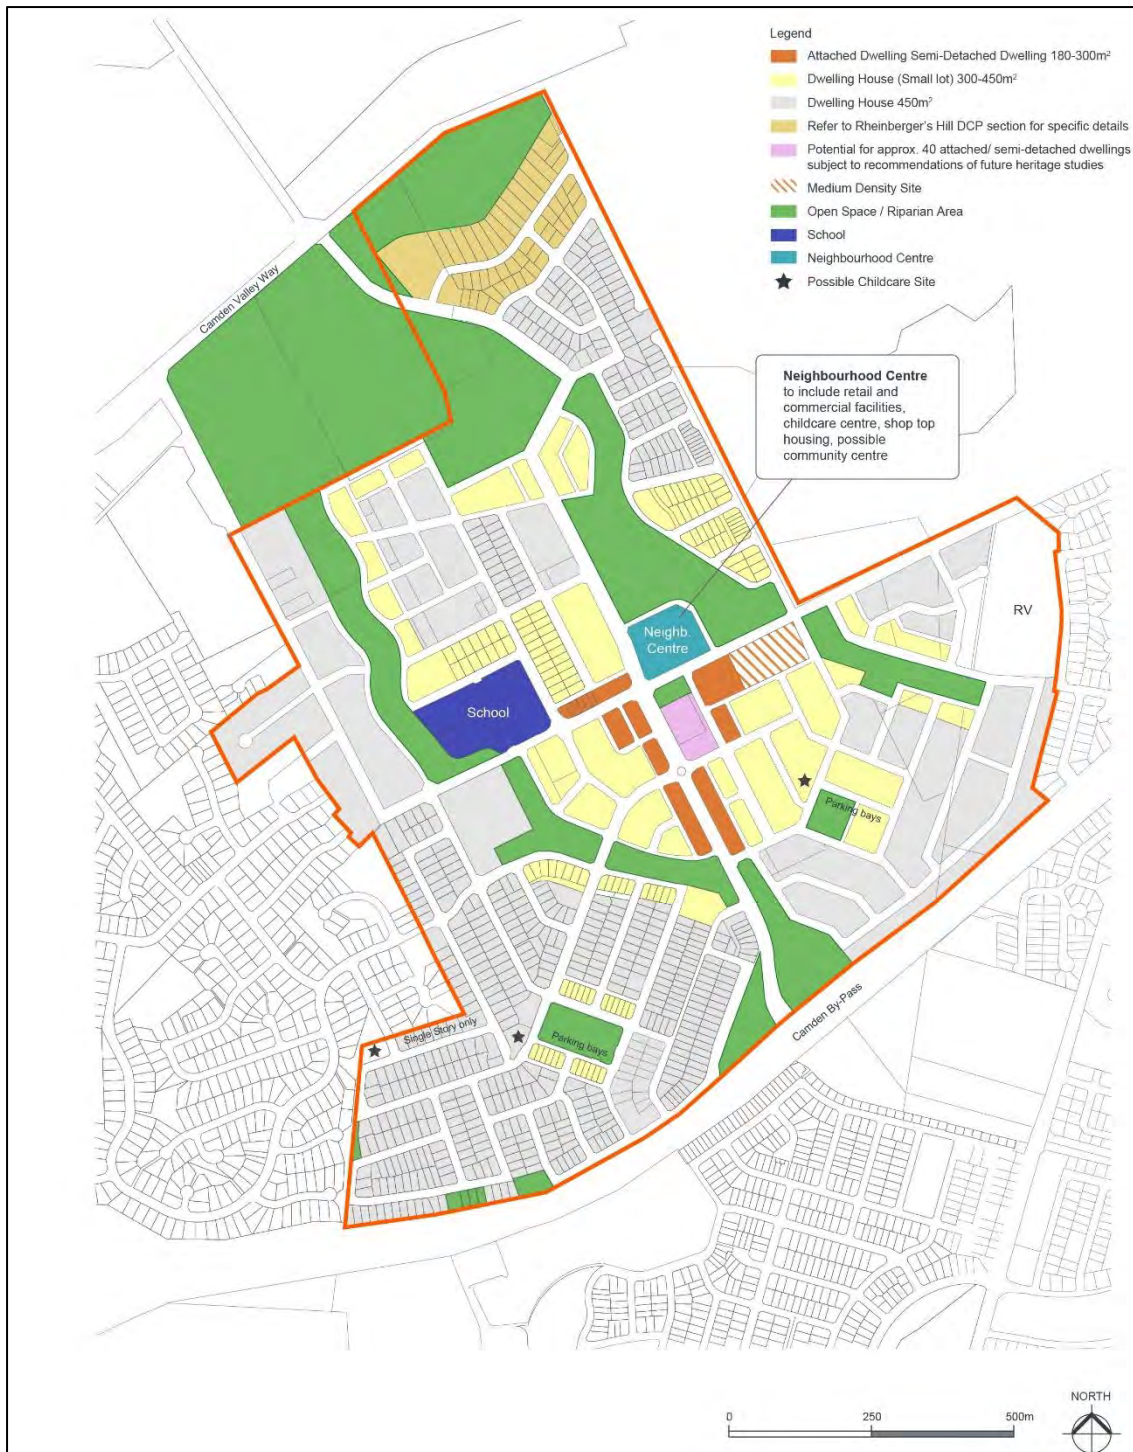 Legend
Attached Dwelling Semi-Detached Dwelling 180-300m²
Dwelling House (Small lot) 300-450m²
Dwelling House 450m²
Refer to Rheinberger's Hill DCP section for specific details
Potential for approx. 40 attached/ semi-detached dwellings
subject to recommendations of future heritage studies
Medium Density Site
Open Space / Riparian Area
School
Neighbourhood Centre
Possible Childcare Site
Camden Valley Way
Neighbourhood Centre
to include retail and
commercial facilities,
childcare centre, shop top
housing, possible
community centre
RV
Neighb.
Centre
School
Parking bays
Camden By-Pass
Single Story only
Parking bays
NORTH
0 250 500m